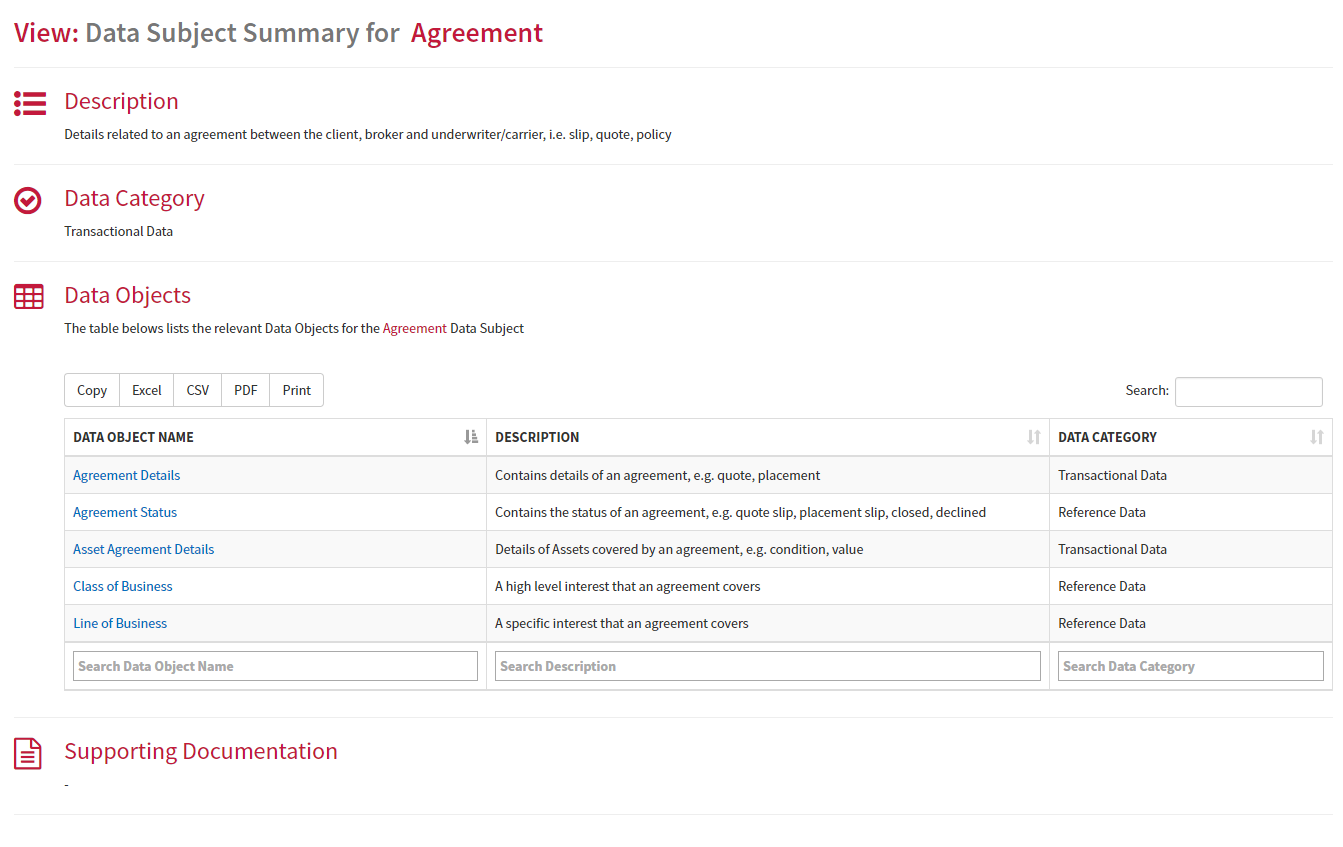 View: Data Subject Summary for Agreement
Description
Details related to an agreement between the client, broker and underwriter/carrier, i.e. slip, quote, policy
Data Category
Transactional Data
Data Objects
The table belows lists the relevant Data Objects for the Agreement Data Subject
Copy Excel CSV PDF Print Search:
DATA OBJECT NAME DESCRIPTION DATA CATEGORY
Agreement Details Contains details of an agreement, e.g. quote, placement Transactional Data
Agreement Status Contains the status of an agreement, e.g. quote slip, placement slip, closed, declined Reference Data
Asset Agreement Details Details of Assets covered by an agreement, e.g. condition, value Transactional Data
Class of Business A high level interest that an agreement covers Reference Data
Line of Business A specific interest that an agreement covers Reference Data
Search Data Object Name Search Description Search Data Category
Supporting Documentation
-